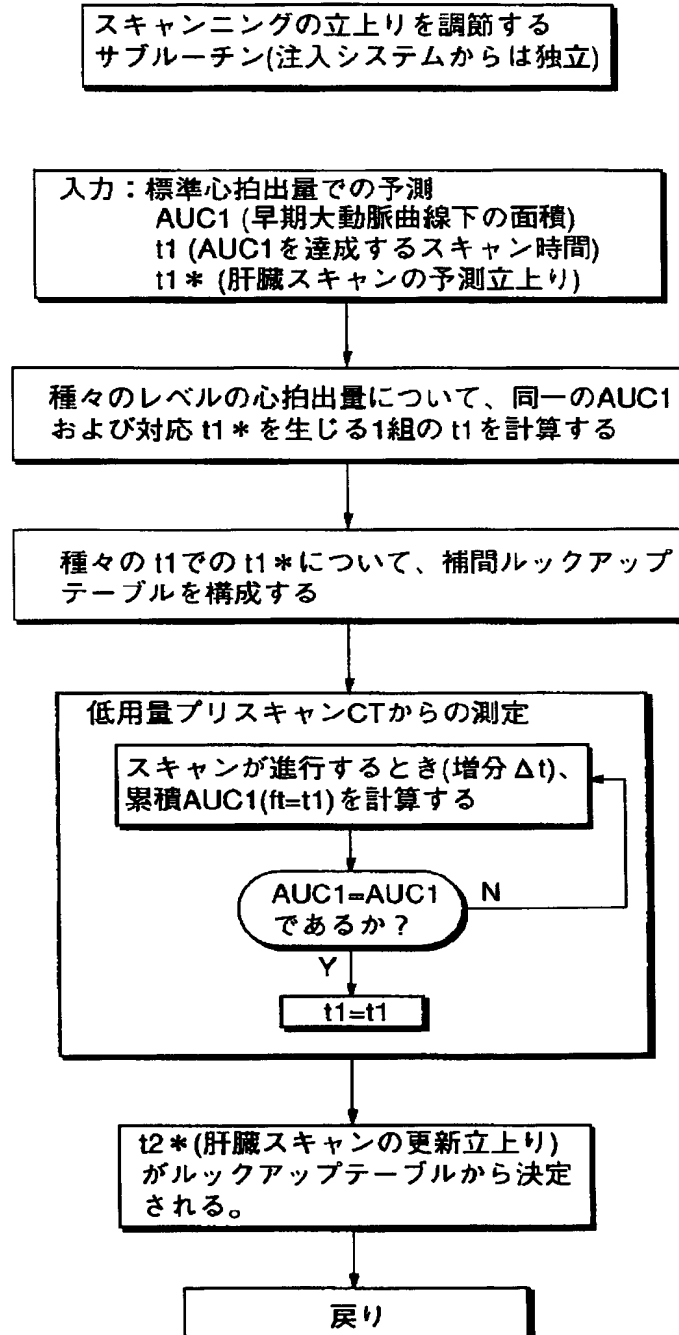 スキャンニングの立上りを調節する
サブルーチン(注入システムからは独立)
入力：標準心拍出量での予測
AUC1 (早期大動脈曲線下の面積)
t1 (AUC1を達成するスキャン時間)
t1＊ (肝臓スキャンの予測立上り)
種々のレベルの心拍出量について、同一のAUC1
および対応 t1＊を生じる1組の t1を計算する
種々の t1での t1＊について、補間ルックアップ
テーブルを構成する
低用量プリスキャンCTからの測定
スキャンが進行するとき(増分 Δt)、
累積AUC1(ft=t1)を計算する
AUC1=AUC1
であるか？
N
Y
t1=t1
t2＊(肝臓スキャンの更新立上り)
がルックアップテーブルから決定
される。
戻り